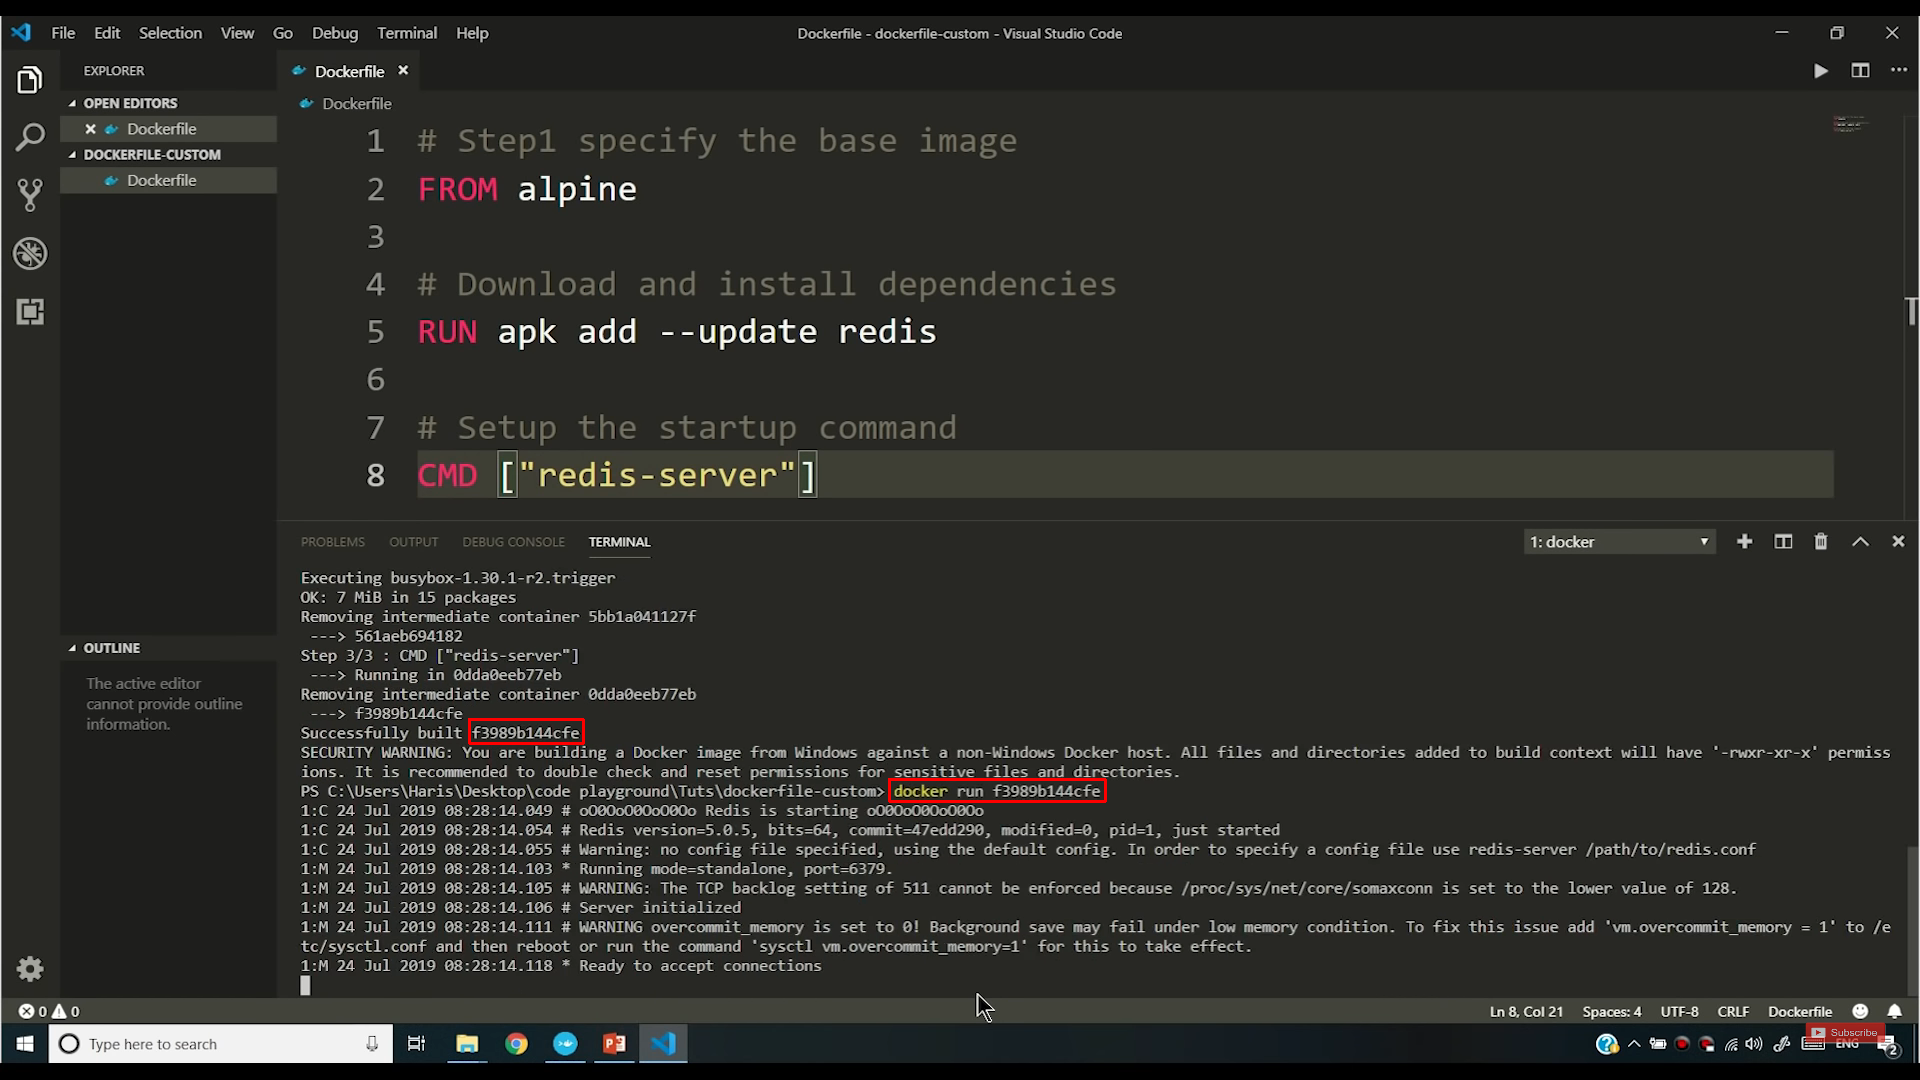 File Edit Selection View Go Debug Terminal Help
Dockerfile - dockerfile-custom - Visual Studio Code
EXPLORER
OPEN EDITORS
Dockerfile
DOCKERFILE-CUSTOM
Dockerfile
OUTLINE
The active editor
cannot provide outline
information.
Dockerfile
Dockerfile
1 # Step1 specify the base image
2 FROM alpine
3
4 # Download and install dependencies
5 RUN apk add --update redis
6
7 # Setup the startup command
8 CMD ["redis-server"]
PROBLEMS OUTPUT DEBUG CONSOLE TERMINAL
1: docker
Executing busybox-1.30.1-r2.trigger
OK: 7 MiB in 15 packages
Removing intermediate container 5bb1a041127f
---> 561aeb694182
Step 3/3 : CMD ["redis-server"]
---> Running in 0dda0eeb77eb
Removing intermediate container 0dda0eeb77eb
---> f3989b144cfe
Successfully built f3989b144cfe
SECURITY WARNING: You are building a Docker image from Windows against a non-Windows Docker host. All files and directories added to build context will have '-rwxr-xr-x' permiss
ions. It is recommended to double check and reset permissions for sensitive files and directories.
PS C:\Users\Haris\Desktop\code playground\Tuts\dockerfile-custom> docker run f3989b144cfe
1:C 24 Jul 2019 08:28:14.049 # oO0OoO0OoO0Oo Redis is starting oO0OoO0OoO0Oo
1:C 24 Jul 2019 08:28:14.054 # Redis version=5.0.5, bits=64, commit=47edd290, modified=0, pid=1, just started
1:C 24 Jul 2019 08:28:14.055 # Warning: no config file specified, using the default config. In order to specify a config file use redis-server /path/to/redis.conf
1:M 24 Jul 2019 08:28:14.103 * Running mode=standalone, port=6379.
1:M 24 Jul 2019 08:28:14.105 # WARNING: The TCP backlog setting of 511 cannot be enforced because /proc/sys/net/core/somaxconn is set to the lower value of 128.
1:M 24 Jul 2019 08:28:14.106 # Server initialized
1:M 24 Jul 2019 08:28:14.111 # WARNING overcommit_memory is set to 0! Background save may fail under low memory condition. To fix this issue add 'vm.overcommit_memory = 1' to /e
tc/sysctl.conf and then reboot or run the command 'sysctl vm.overcommit_memory=1' for this to take effect.
1:M 24 Jul 2019 08:28:14.118 * Ready to accept connections
0 0
Ln 8, Col 21 Spaces: 4 UTF-8 CRLF Dockerfile
Subscribe
Type here to search
ENG
2